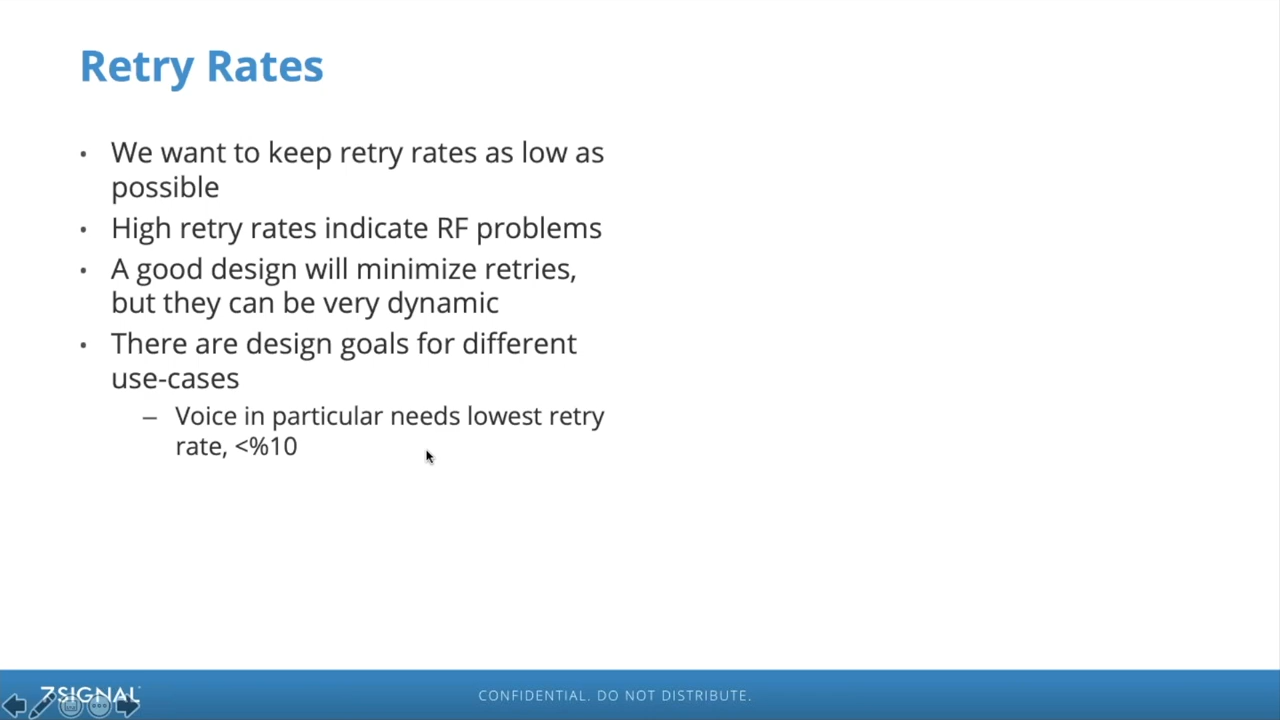 Retry Rates
• We want to keep retry rates as low as
possible
• High retry rates indicate RF problems
• A good design will minimize retries,
but they can be very dynamic
• There are design goals for different
use-cases
– Voice in particular needs lowest retry
rate, <%10
7SIGNAL
CONFIDENTIAL. DO NOT DISTRIBUTE.